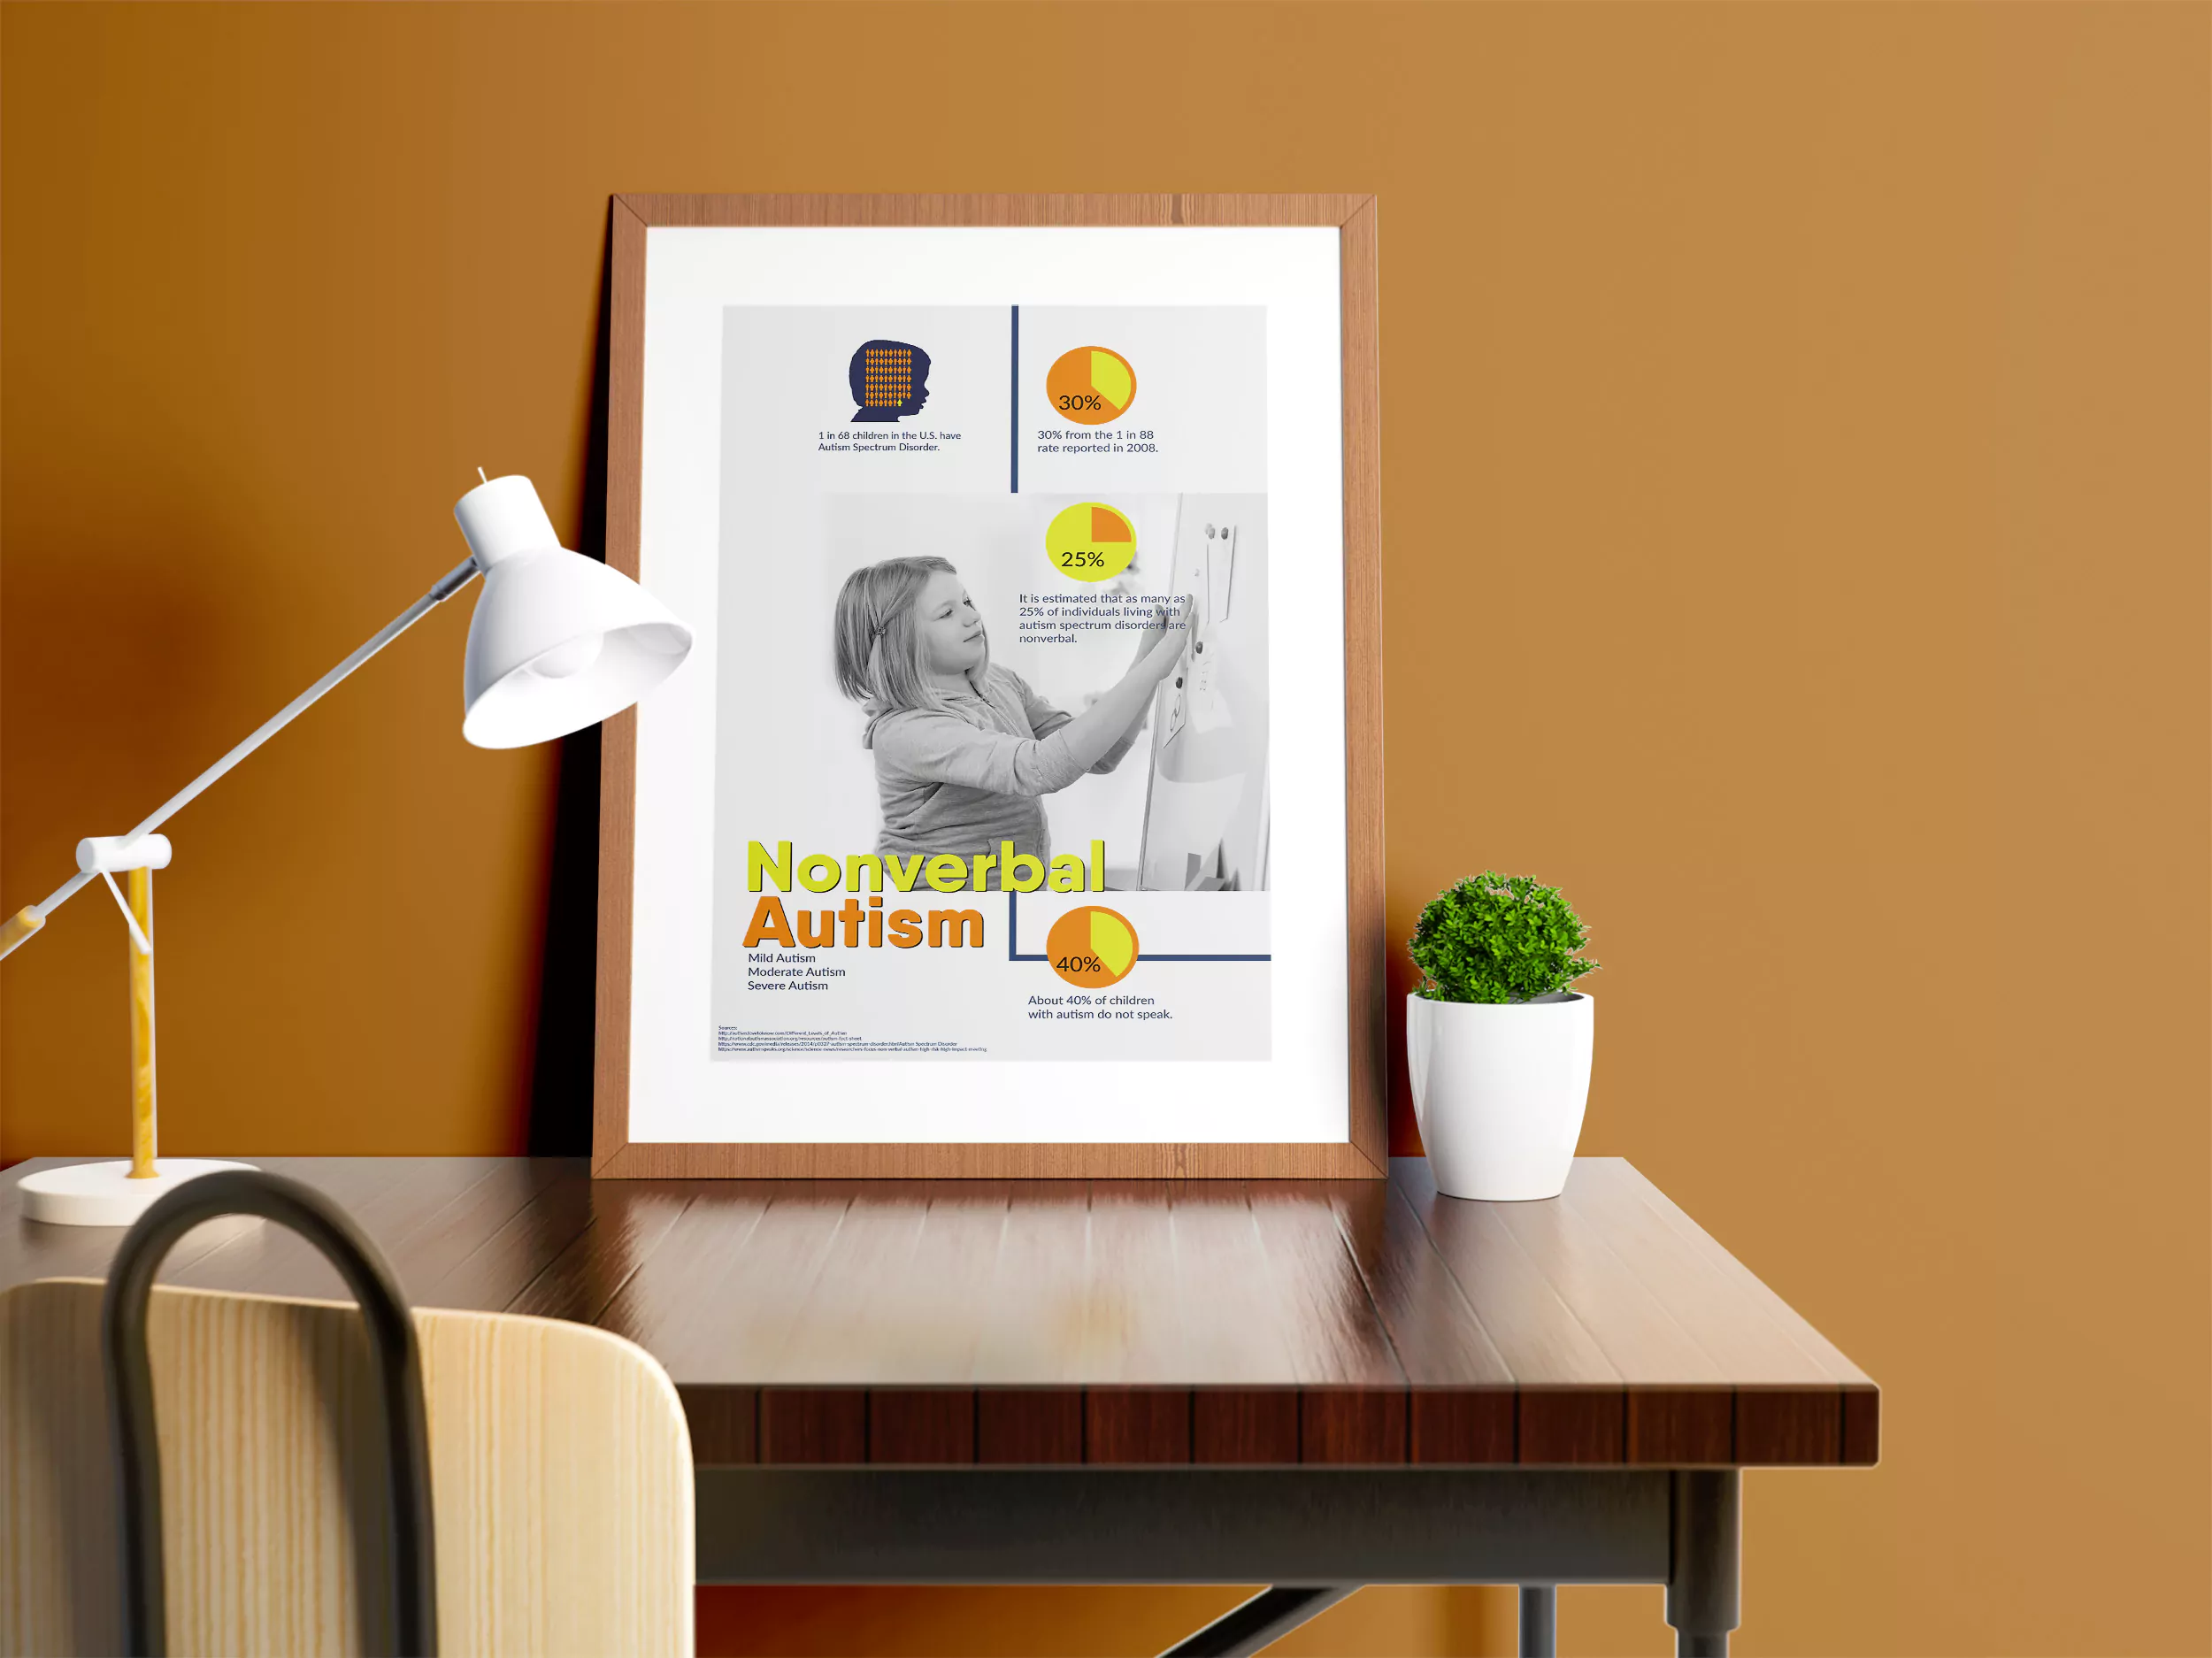 1 in 68 children in the U.S. have
Autism Spectrum Disorder.
30%
30% from the 1 in 88
rate reported in 2008.
25%
It is estimated that as many as
25% of individuals living with
autism spectrum disorders are
nonverbal.
Nonverbal
Autism
Mild Autism
Moderate Autism
Severe Autism
40%
About 40% of children
with autism do not speak.
Sources: